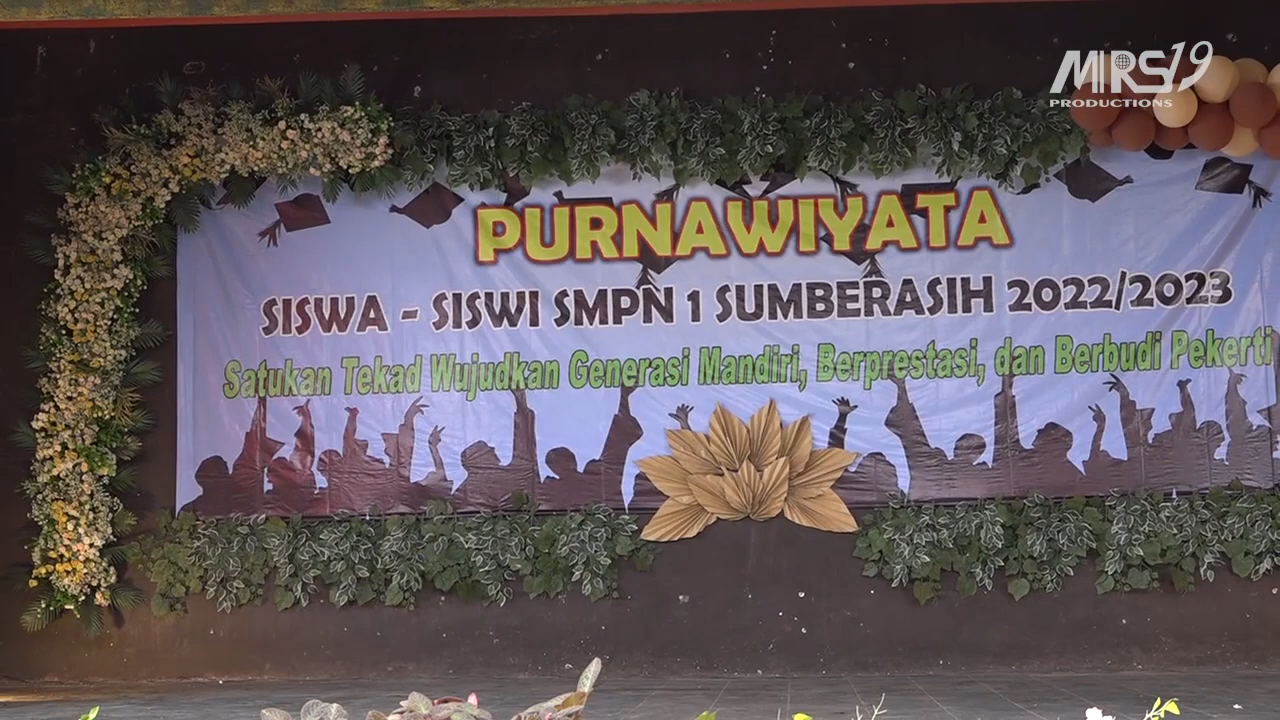 MRS19
PRODUCTIONS
PURNAWIYATA
SISWA - SISWI SMPN 1 SUMBERASIH 2022/2023
Satukan Tekad Wujudkan Generasi Mandiri, Berprestasi, dan Berbudi Pekerti